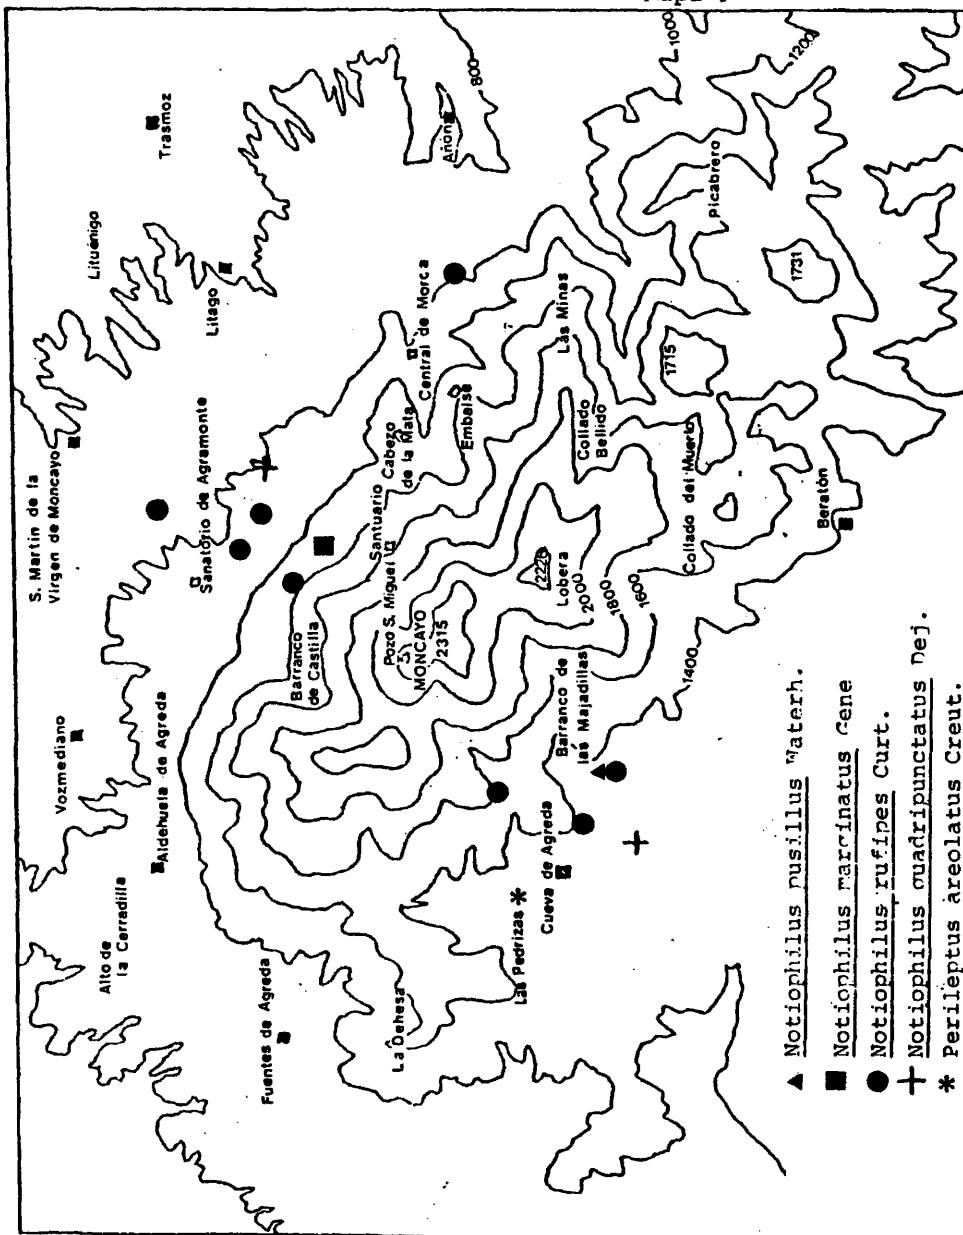 S. Martín de la
Virgen de Moncayo
Lituénigo
Trasmoz
Litago
Vozmediano
Aldehuela de Agreda
Alto de
la Cerradilla
Fuentes de Agreda
Sanatorio de Agramonte
Añón
800
1000
1200
Central de Morca
Cabezo
de la Mata
Embalse
Santuario
Pozo S. Miguel
MONCAYO
2315
Barranco
de Castilla
La Dehesa
Las Pedrizas
Cueva de Agreda
Barranco de
las Majadillas
Lobera
2226
2000
1800
1600
1400
Collado
Bellido
Las Minas
Picabrero
1715
1731
Collado del Muerto
Beratón
Notiophilus pusillus Waterh.
Notiophilus marginatus Gene
Notiophilus rufipes Curt.
Notiophilus quadripunctatus Dej.
Perileptus areolatus Creut.